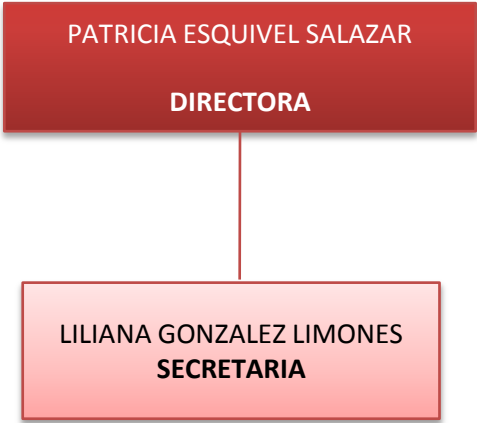 PATRICIA ESQUIVEL SALAZAR
DIRECTORA
LILIANA GONZALEZ LIMONES
SECRETARIA